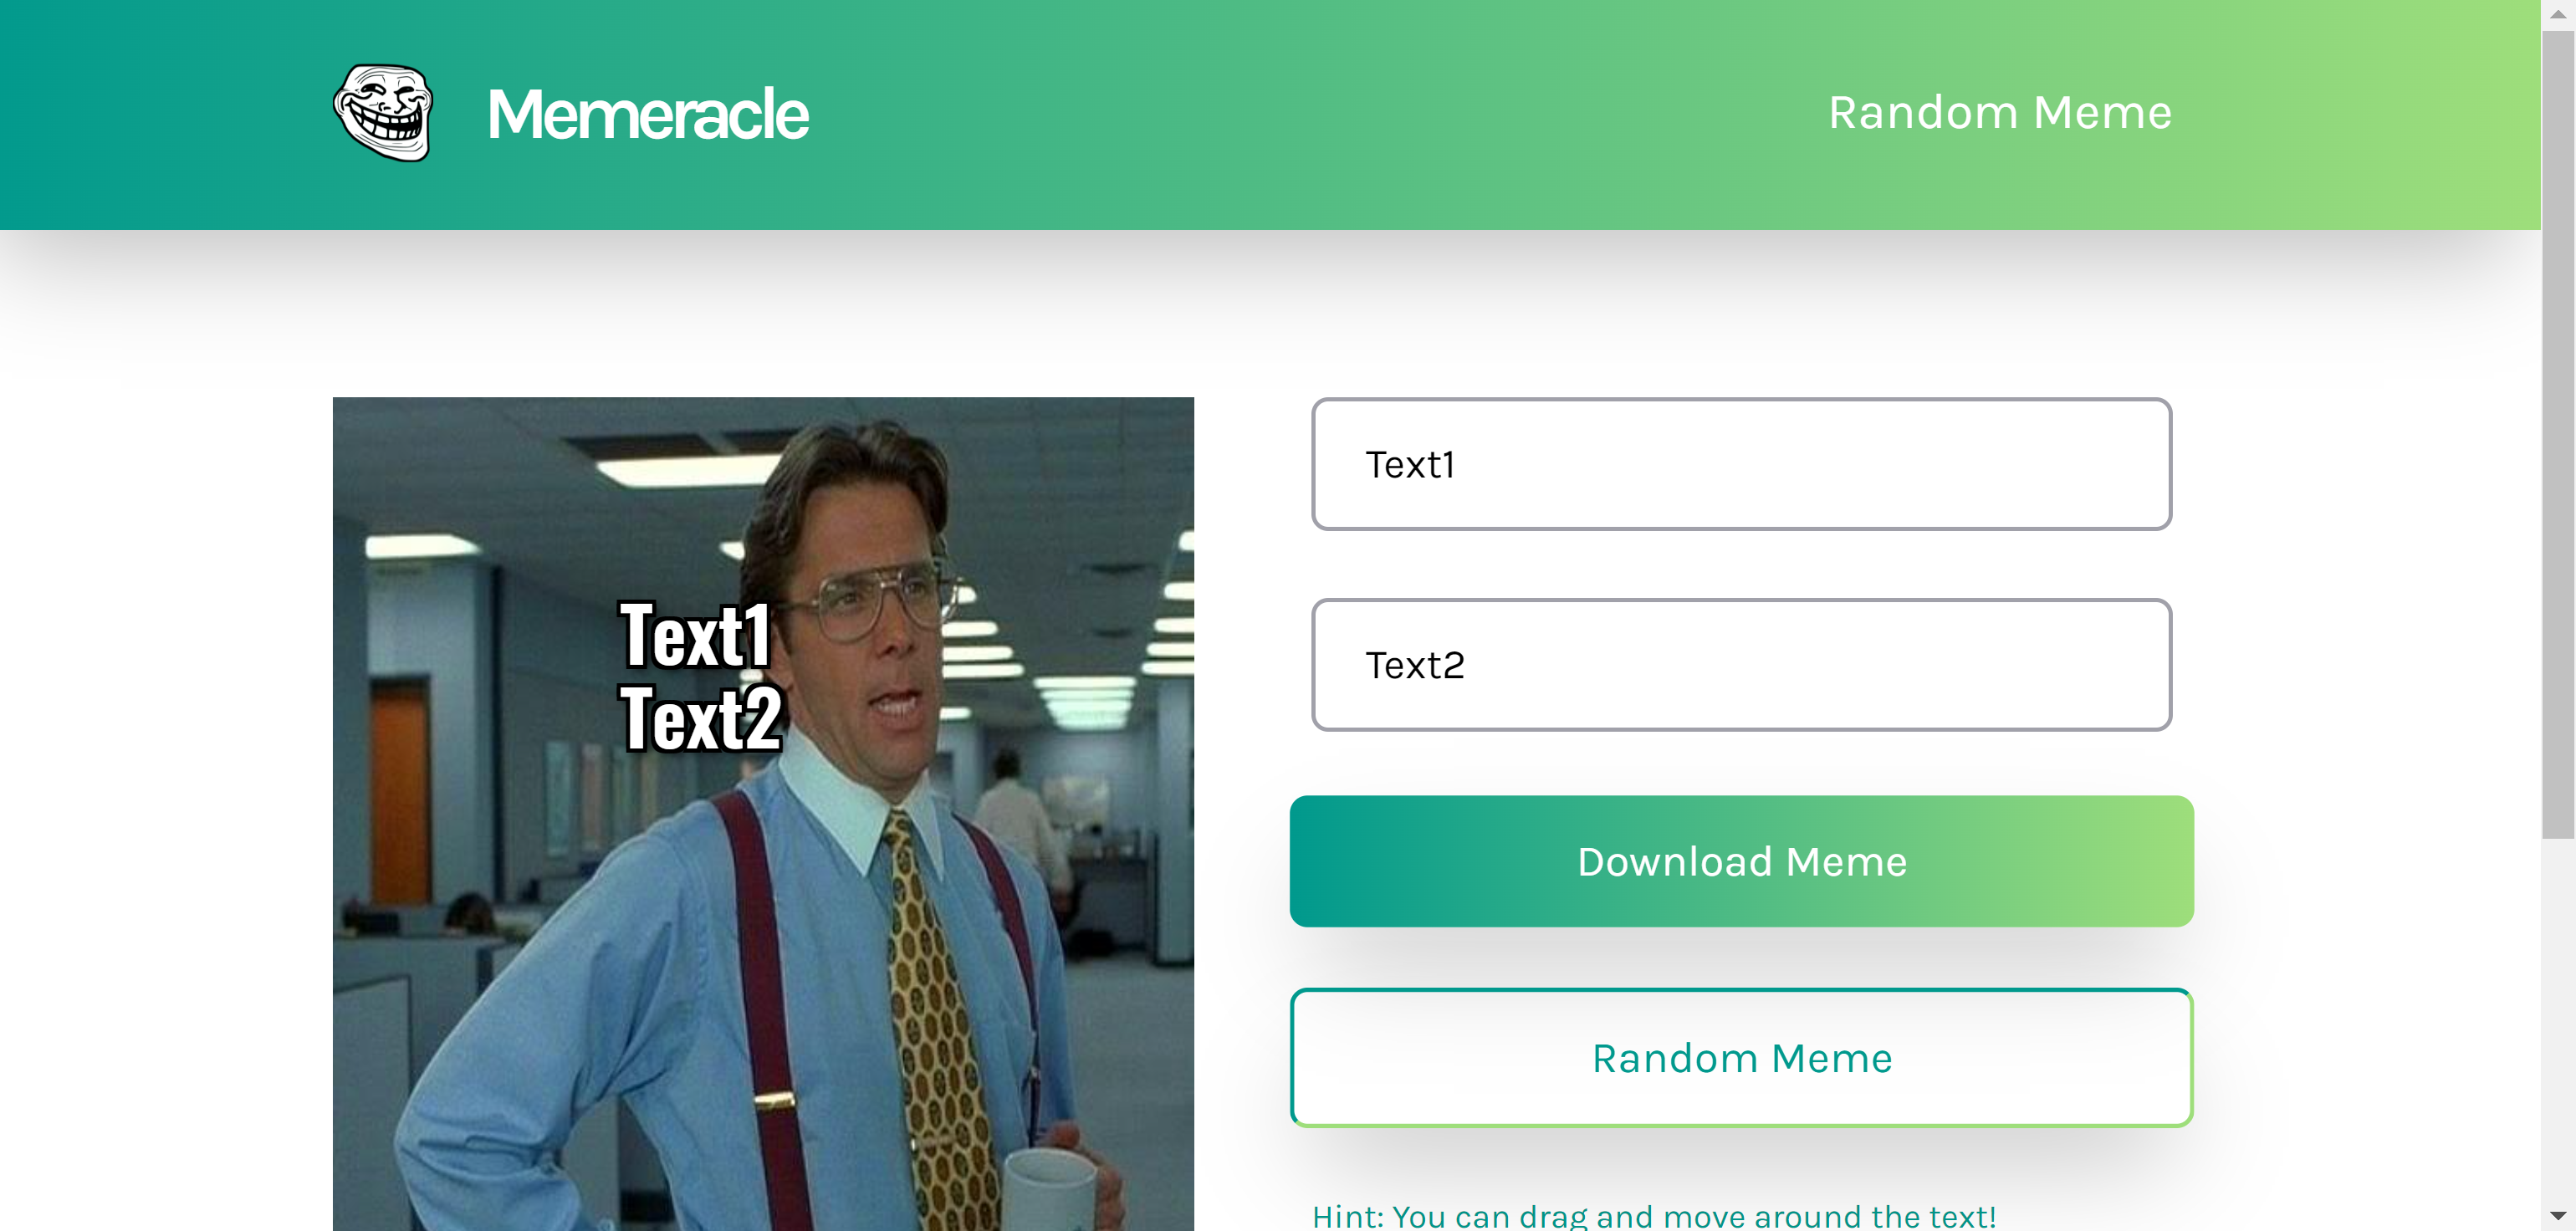 Memeracle
Random Meme
Text1
Text2
Text1
Text2
Download Meme
Random Meme
Hint: You can drag and move around the text!